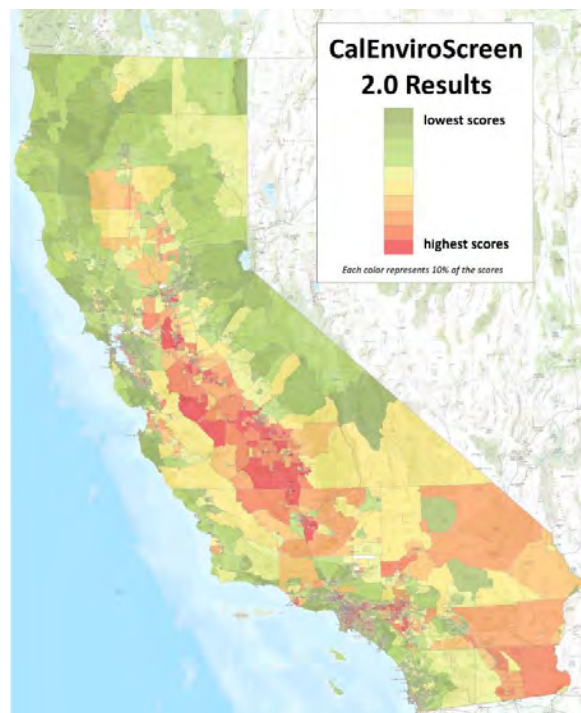 CalEnviroScreen
2.0 Results
lowest scores
highest scores
Each color represents 10% of the scores